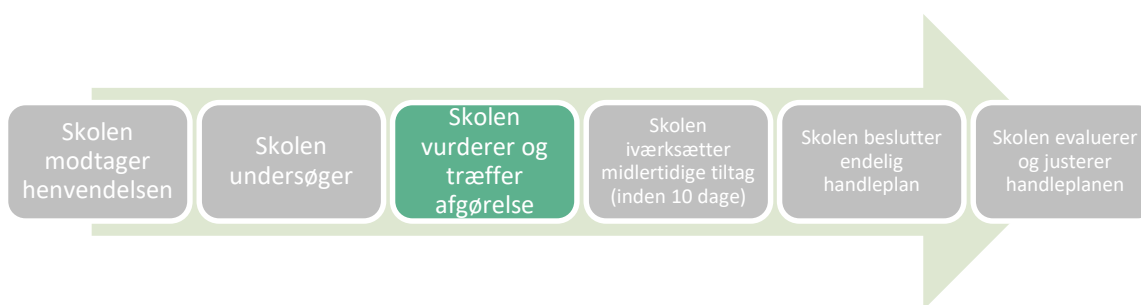 Skolen
modtager
henvendelsen
Skolen
undersøger
Skolen
vurderer og
træffer
afgørelse
Skolen
iværksætter
midlertidige tiltag
(inden 10 dage)
Skolen beslutter
endelig
handleplan
Skolen evaluerer
og justerer
handleplanen